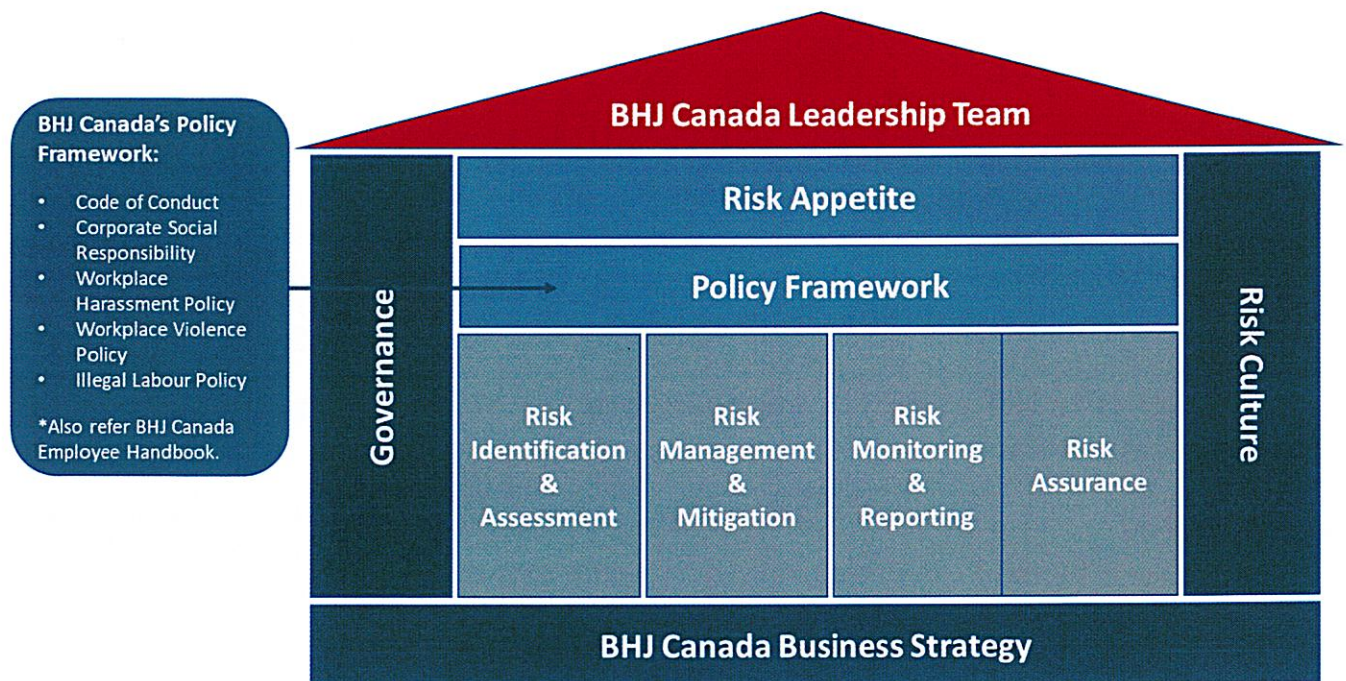 BHJ Canada Leadership Team
BHJ Canada's Policy
Framework:
• Code of Conduct
• Corporate Social
Responsibility
• Workplace
Harassment Policy
• Workplace Violence
Policy
• Illegal Labour Policy
*Also refer BHJ Canada
Employee Handbook.
Governance
Risk Appetite
Policy Framework
Risk
Identification
&
Assessment
Risk
Management
&
Mitigation
Risk
Monitoring
&
Reporting
Risk
Assurance
Risk Culture
BHJ Canada Business Strategy